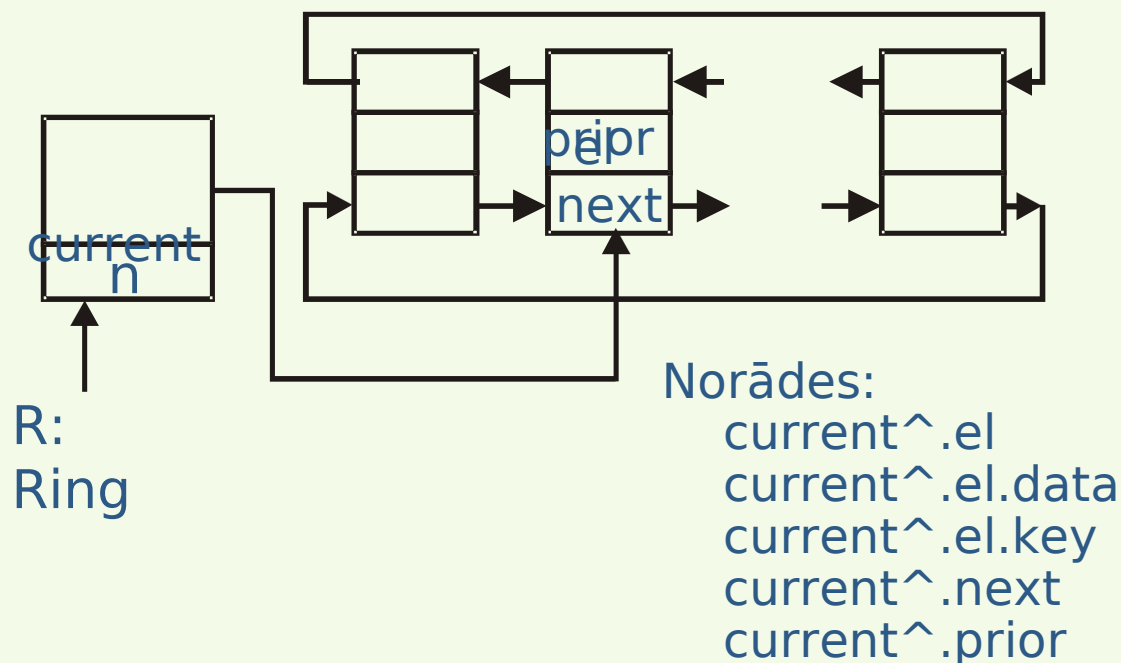 prior
el
next
current
n
R:
Ring
Norādes:
current^.el
current^.el.data
current^.el.key
current^.next
current^.prior